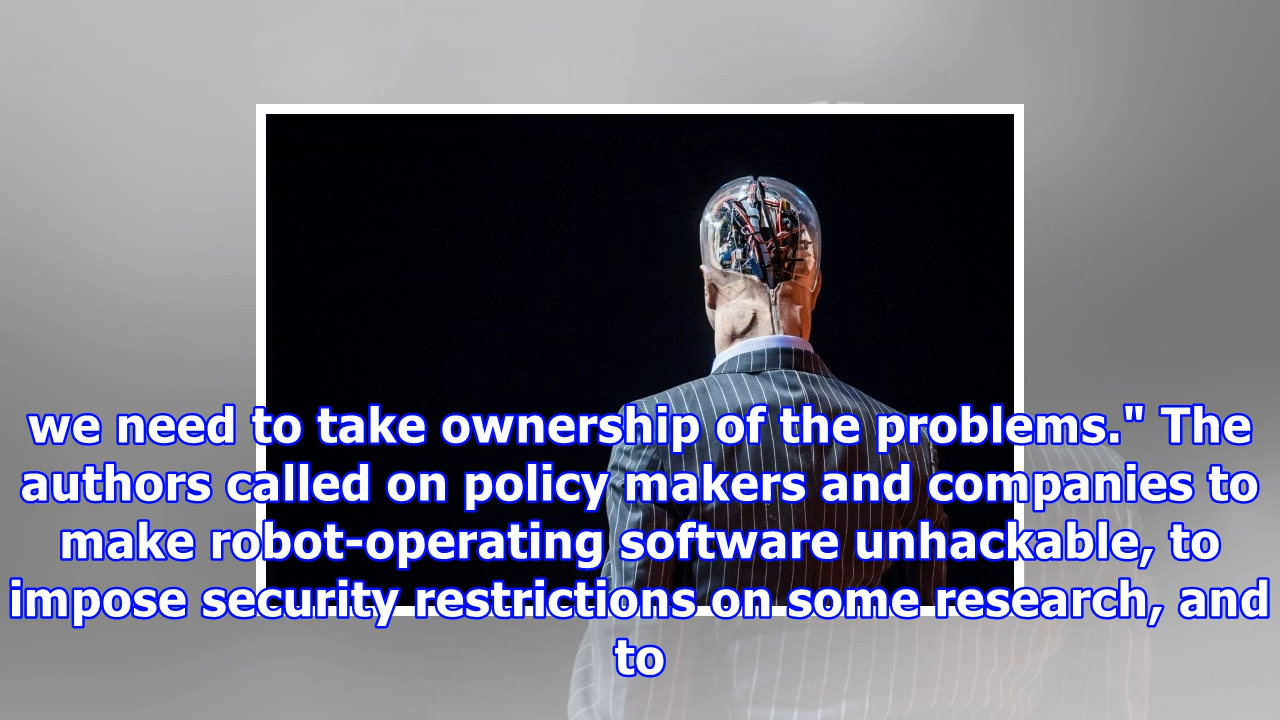 we need to take ownership of the problems." The
authors called on policy makers and companies to
make robot-operating software unhackable, to
impose security restrictions on some research, and
to